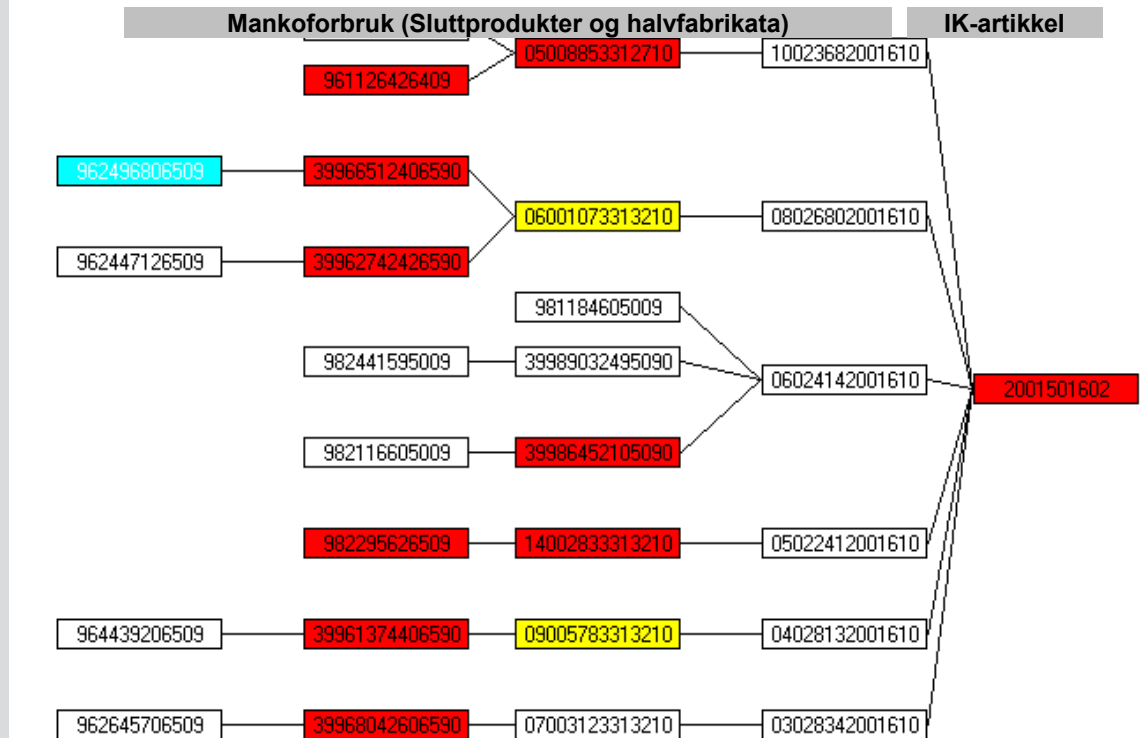 Mankoforbruk (Sluttprodukter og halvfabrikata) IK-artikkel
05008853312710 10023682001610
961126426409
962496806509 39966512406590
06001073313210 08026802001610
962447126509 39962742426590
981184605009
982441595009 39989032495090
06024142001610
2001501602
982116605009 39986452105090
982295626509 14002833313210 05022412001610
964439206509 39961374406590 09005783313210 04028132001610
962645706509 39968042606590 07003123313210 03028342001610